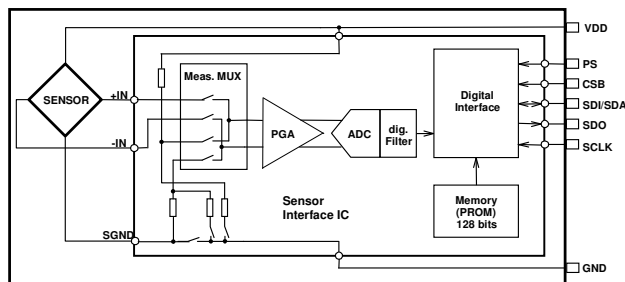 VDD
Meas. MUX
PS
+IN
SENSOR
Digital
Interface
CSB
SDI/SDA
PGA
ADC
dig.
Filter
SDO
-IN
SCLK
Sensor
Interface IC
Memory
(PROM)
128 bits
SGND
GND